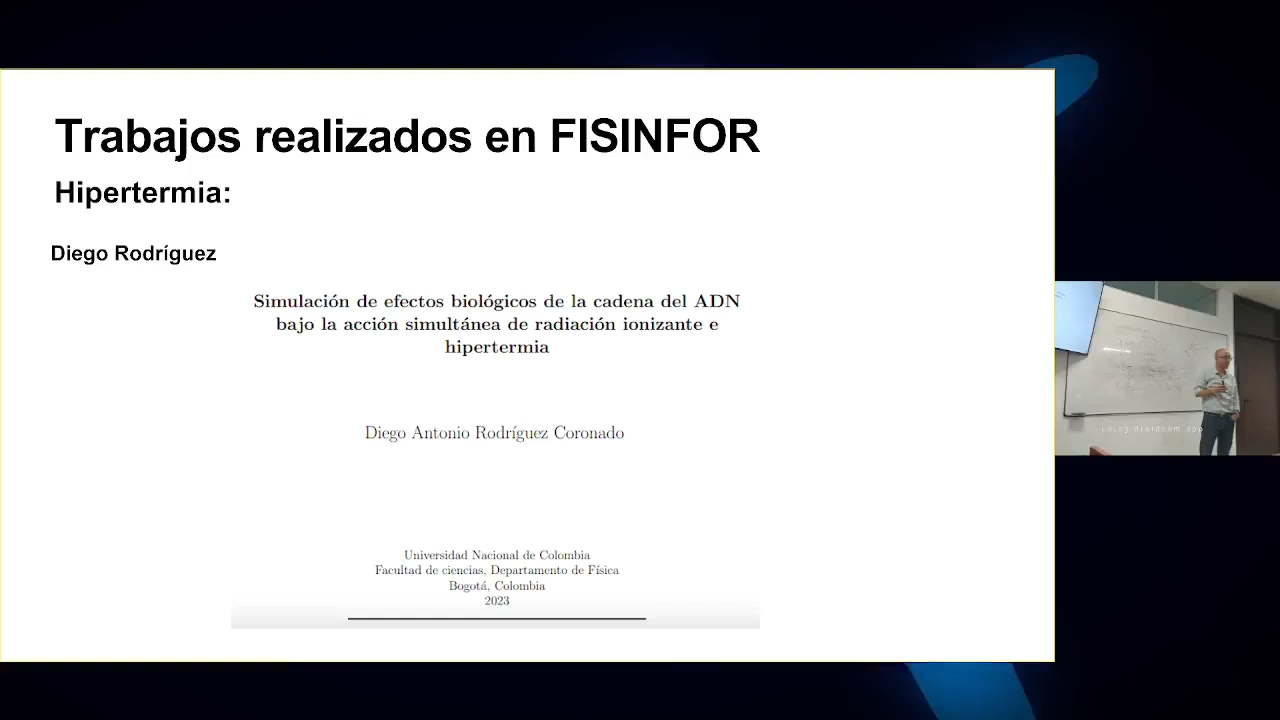 Trabajos realizados en FISINFOR
Hipertermia:
Diego Rodríguez
Simulación de efectos biológicos de la cadena del ADN
bajo la acción simultánea de radiación ionizante e
hipertermia
Diego Antonio Rodríguez Coronado
Universidad Nacional de Colombia
Facultad de ciencias, Departamento de Física
Bogotá, Colombia
2023